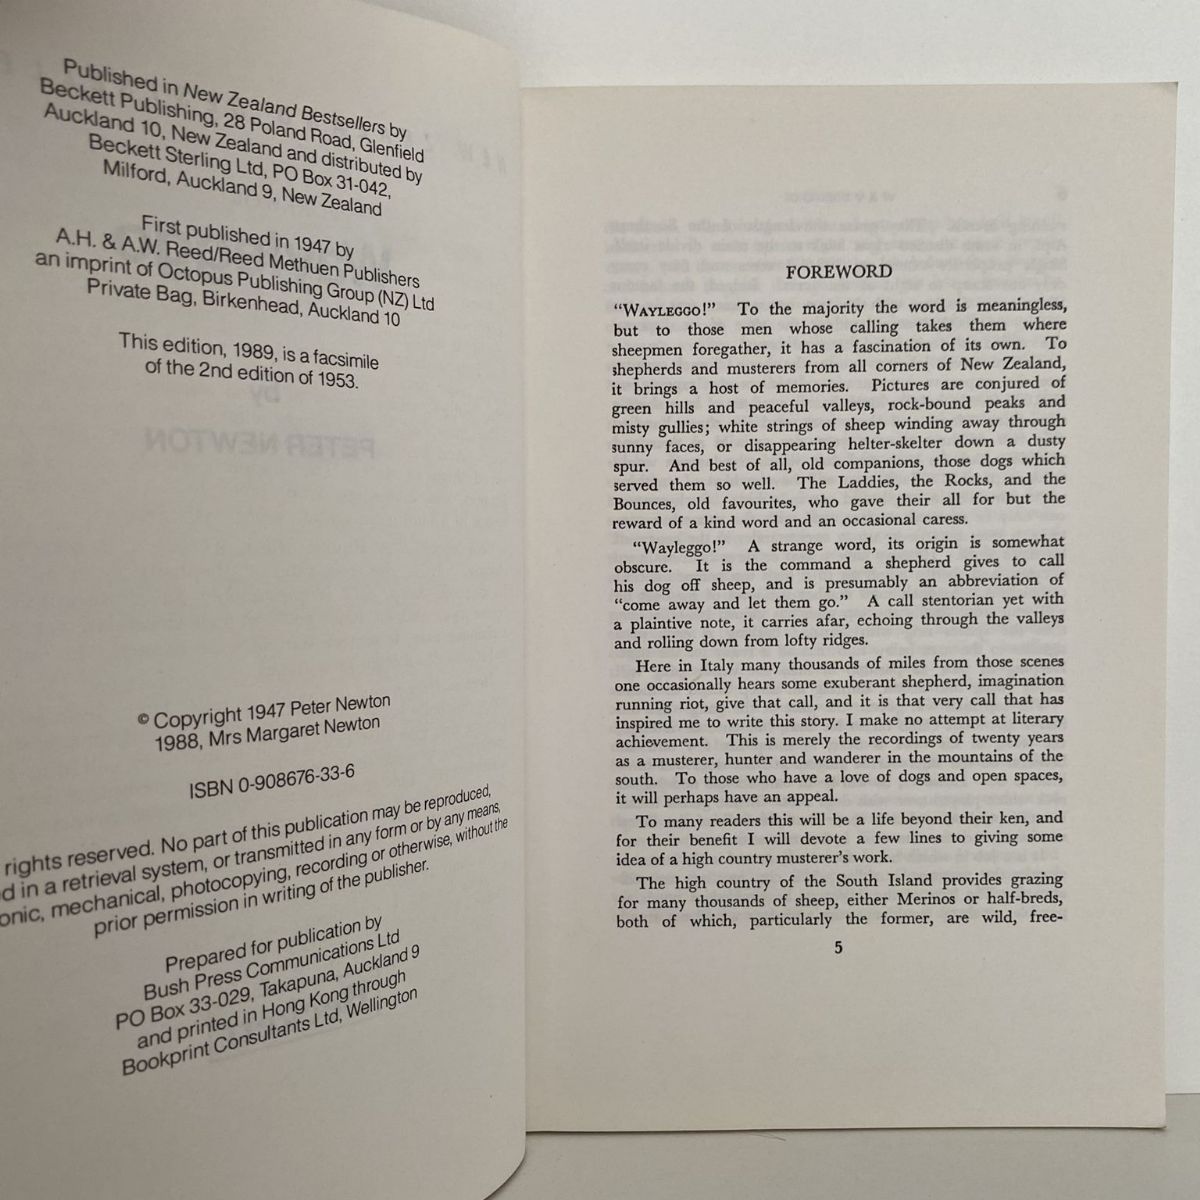 Published in New Zealand Bestsellers by
Beckett Publishing, 28 Poland Road, Glenfield
Auckland 10, New Zealand and distributed by
Beckett Sterling Ltd, PO Box 31-042,
Milford, Auckland 9, New Zealand
First published in 1947 by
A.H. & A.W. Reed/Reed Methuen Publishers
an imprint of Octopus Publishing Group (NZ) Ltd
Private Bag, Birkenhead, Auckland 10
This edition, 1989, is a facsimile
of the 2nd edition of 1953.
© Copyright 1947 Peter Newton
1988, Mrs Margaret Newton
ISBN 0-908676-33-6
rights reserved. No part of this publication may be reproduced,
in a retrieval system, or transmitted in any form or by any means,
mechanical, photocopying, recording or otherwise, without the
prior permission in writing of the publisher.
Prepared for publication by
Bush Press Communications Ltd
PO Box 33-029, Takapuna, Auckland 9
and printed in Hong Kong through
Bookprint Consultants Ltd, Wellington
FOREWORD
“WAYLEGGO!” To the majority the word is meaningless,
but to those men whose calling takes them where
sheepmen foregather, it has a fascination of its own. To
shepherds and musterers from all corners of New Zealand,
it brings a host of memories. Pictures are conjured of
green hills and peaceful valleys, rock-bound peaks and
misty gullies; white strings of sheep winding away through
sunny faces, or disappearing helter-skelter down a dusty
spur. And best of all, old companions, those dogs which
served them so well. The Laddies, the Rocks, and the
Bounces, old favourites, who gave their all for but the
reward of a kind word and an occasional caress.
“Wayleggo!” A strange word, its origin is somewhat
obscure. It is the command a shepherd gives to call
his dog off sheep, and is presumably an abbreviation of
“come away and let them go.” A call stentorian yet with
a plaintive note, it carries afar, echoing through the valleys
and rolling down from lofty ridges.
Here in Italy many thousands of miles from those scenes
one occasionally hears some exuberant shepherd, imagination
running riot, give that call, and it is that very call that has
inspired me to write this story. I make no attempt at literary
achievement. This is merely the recordings of twenty years
as a musterer, hunter and wanderer in the mountains of the
south. To those who have a love of dogs and open spaces,
it will perhaps have an appeal.
To many readers this will be a life beyond their ken, and
for their benefit I will devote a few lines to giving some
idea of a high country musterer's work.
The high country of the South Island provides grazing
for many thousands of sheep, either Merinos or half-breds,
both of which, particularly the former, are wild, free-
5